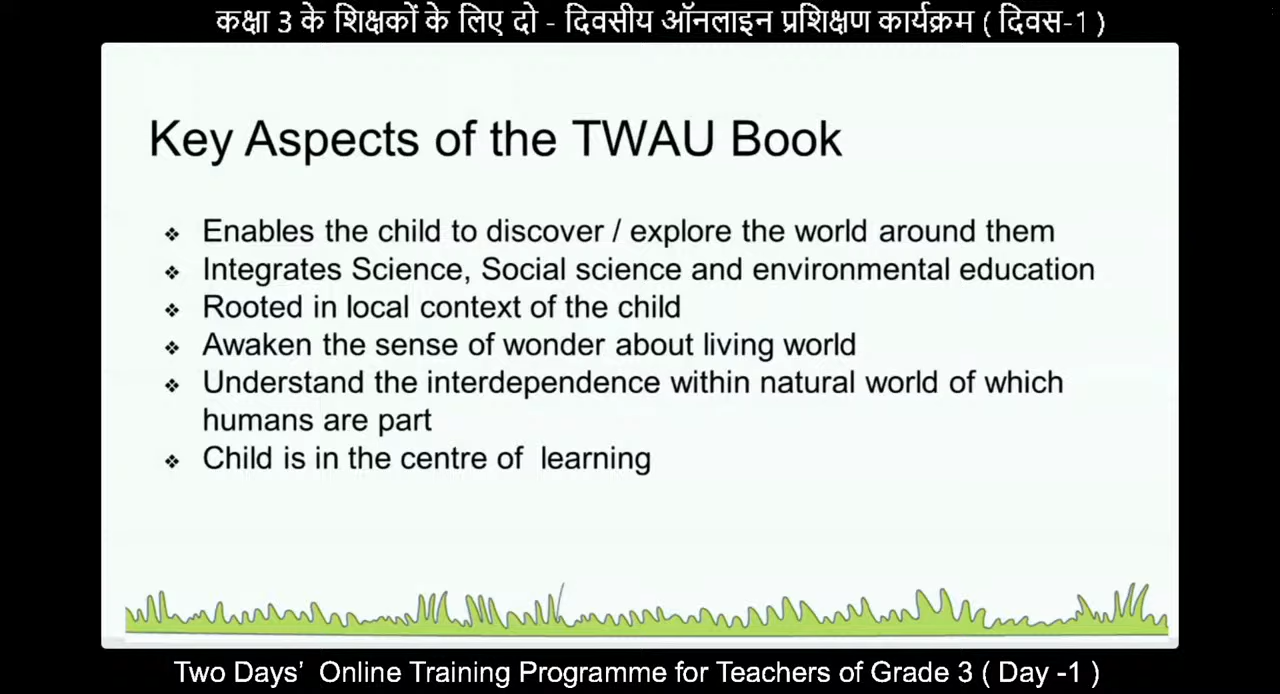 कक्षा 3 के शिक्षकों के लिए दो - दिवसीय ऑनलाइन प्रशिक्षण कार्यक्रम ( दिवस-1 )
Key Aspects of the TWAU Book
❖ Enables the child to discover / explore the world around them
❖ Integrates Science, Social science and environmental education
❖ Rooted in local context of the child
❖ Awaken the sense of wonder about living world
❖ Understand the interdependence within natural world of which
humans are part
❖ Child is in the centre of  learning
Two Days’  Online Training Programme for Teachers of Grade 3 ( Day -1 )